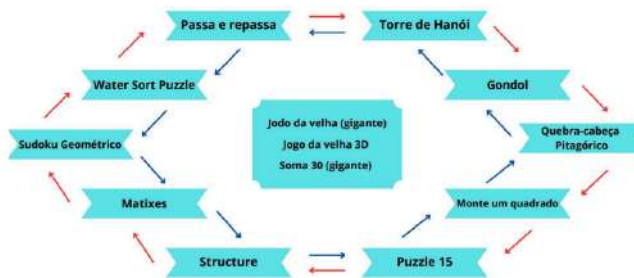 Passa e repassa
Torre de Hanói
Water Sort Puzzle
Gondol
Jodo da velha (gigante)
Jogo da velha 3D
Soma 30 (gigante)
Sudoku Geométrico
Quebra-cabeça
Pitagórico
Matixes
Monte um quadrado
Structure
Puzzle 15